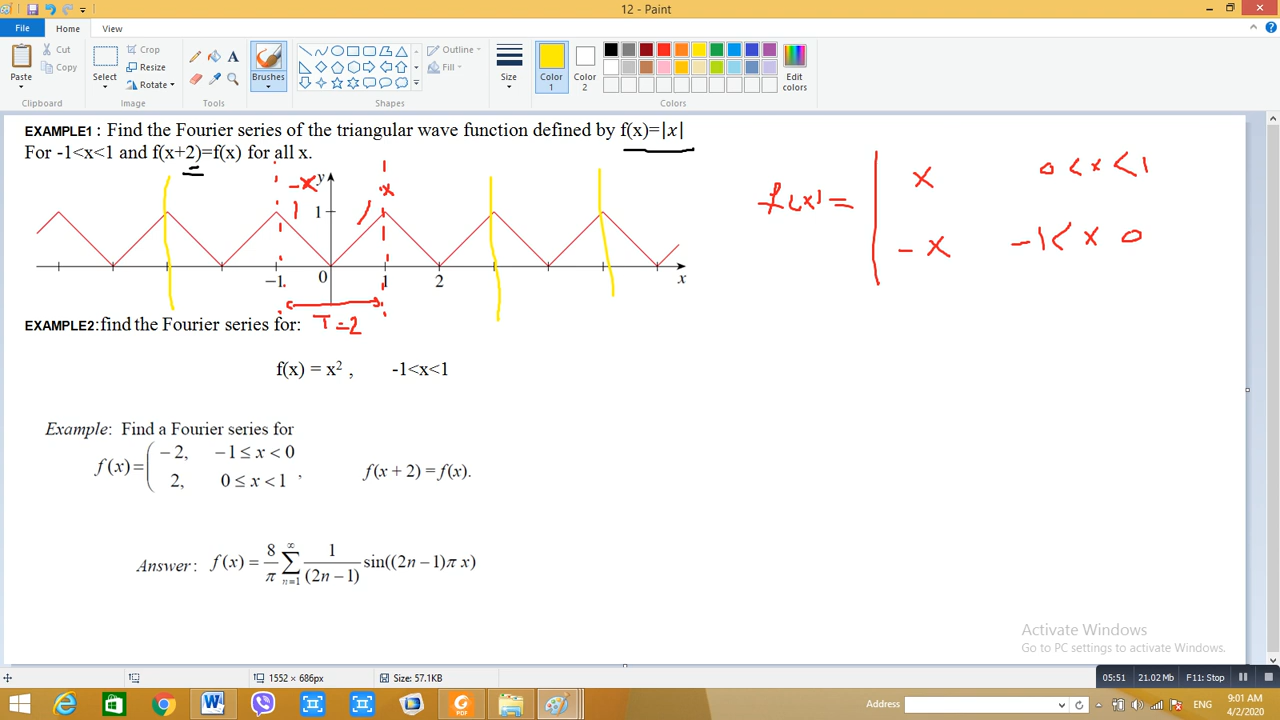 12 - Paint
File Home View
Paste Cut Copy Select Crop Resize Rotate Brushes Outline Fill Size Color 1 Color 2 Edit colors
Clipboard Image Tools Shapes Colors
EXAMPLE1 : Find the Fourier series of the triangular wave function defined by f(x)=|x|
For -1<x<1 and f(x+2)=f(x) for all x.
-x y x
1
−1 0 1 2 x
T=2
f(x)= x 0<x<1
-x -1<x 0
EXAMPLE2:find the Fourier series for:
f(x) = x² , -1<x<1
Example: Find a Fourier series for
f(x)=( −2, −1 ≤ x < 0
2, 0 ≤ x < 1 , f(x + 2) = f(x).
Answer: f(x) = 8/π ∑ n=1 ∞ 1/(2n−1) sin((2n−1)π x)
Activate Windows
Go to PC settings to activate Windows.
1552 × 686px Size: 57.1KB 05:51 21.02 Mb F11: Stop
Address ENG 9:01 AM
4/2/2020